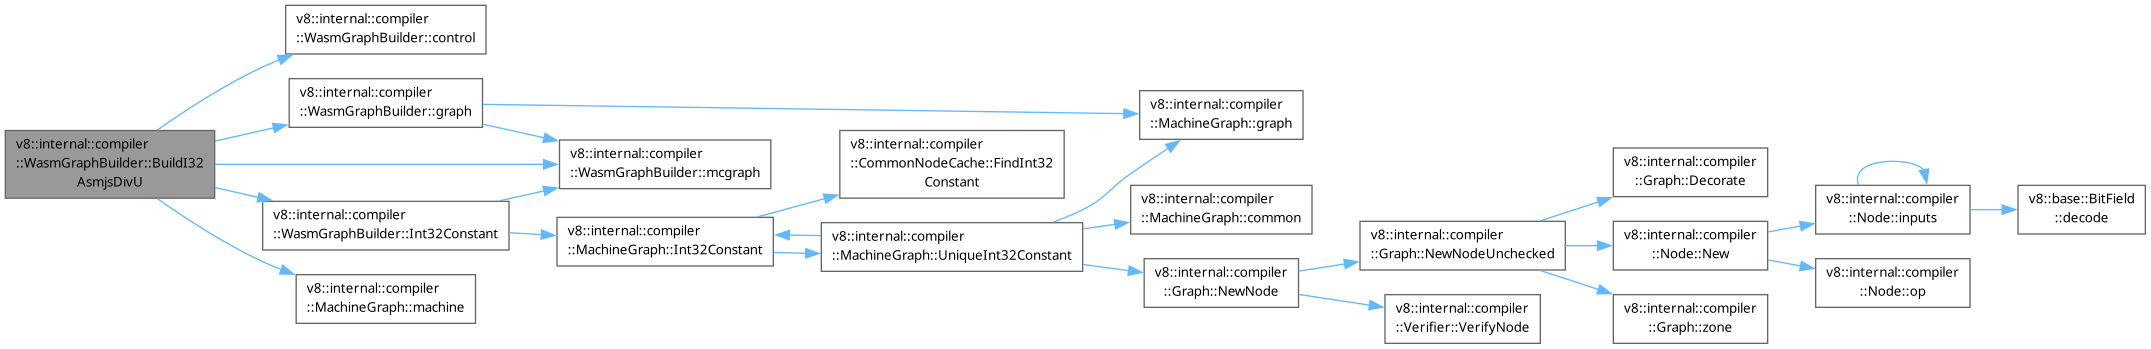 v8::internal::compiler
::WasmGraphBuilder::BuildI32
AsmjsDivU
v8::internal::compiler
::WasmGraphBuilder::control
v8::internal::compiler
::WasmGraphBuilder::graph
v8::internal::compiler
::WasmGraphBuilder::mcgraph
v8::internal::compiler
::WasmGraphBuilder::Int32Constant
v8::internal::compiler
::MachineGraph::machine
v8::internal::compiler
::MachineGraph::Int32Constant
v8::internal::compiler
::CommonNodeCache::FindInt32
Constant
v8::internal::compiler
::MachineGraph::UniqueInt32Constant
v8::internal::compiler
::MachineGraph::graph
v8::internal::compiler
::MachineGraph::common
v8::internal::compiler
::Graph::NewNode
v8::internal::compiler
::Graph::NewNodeUnchecked
v8::internal::compiler
::Verifier::VerifyNode
v8::internal::compiler
::Graph::Decorate
v8::internal::compiler
::Node::New
v8::internal::compiler
::Graph::zone
v8::internal::compiler
::Node::inputs
v8::internal::compiler
::Node::op
v8::base::BitField
::decode